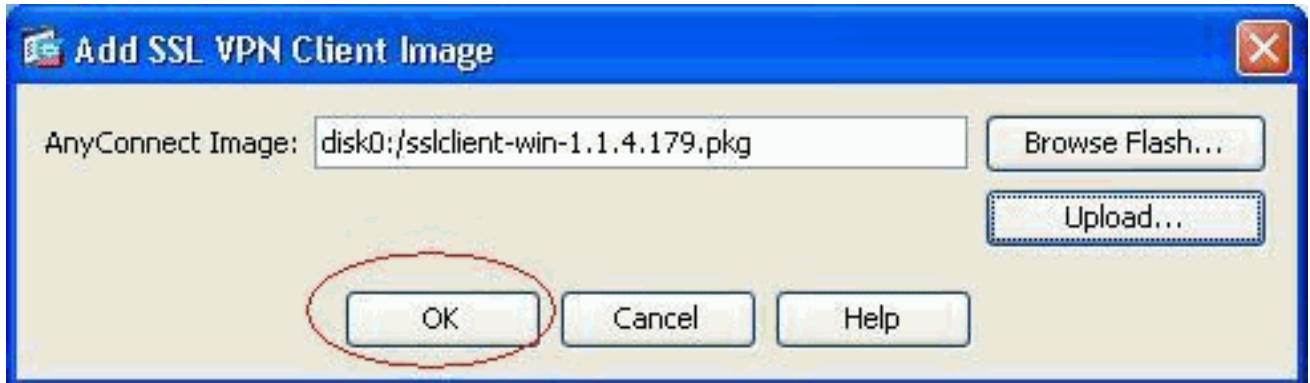 Add SSL VPN Client Image
AnyConnect Image: disk0:/sslclient-win-1.1.4.179.pkg Browse Flash...
Upload...
OK Cancel Help